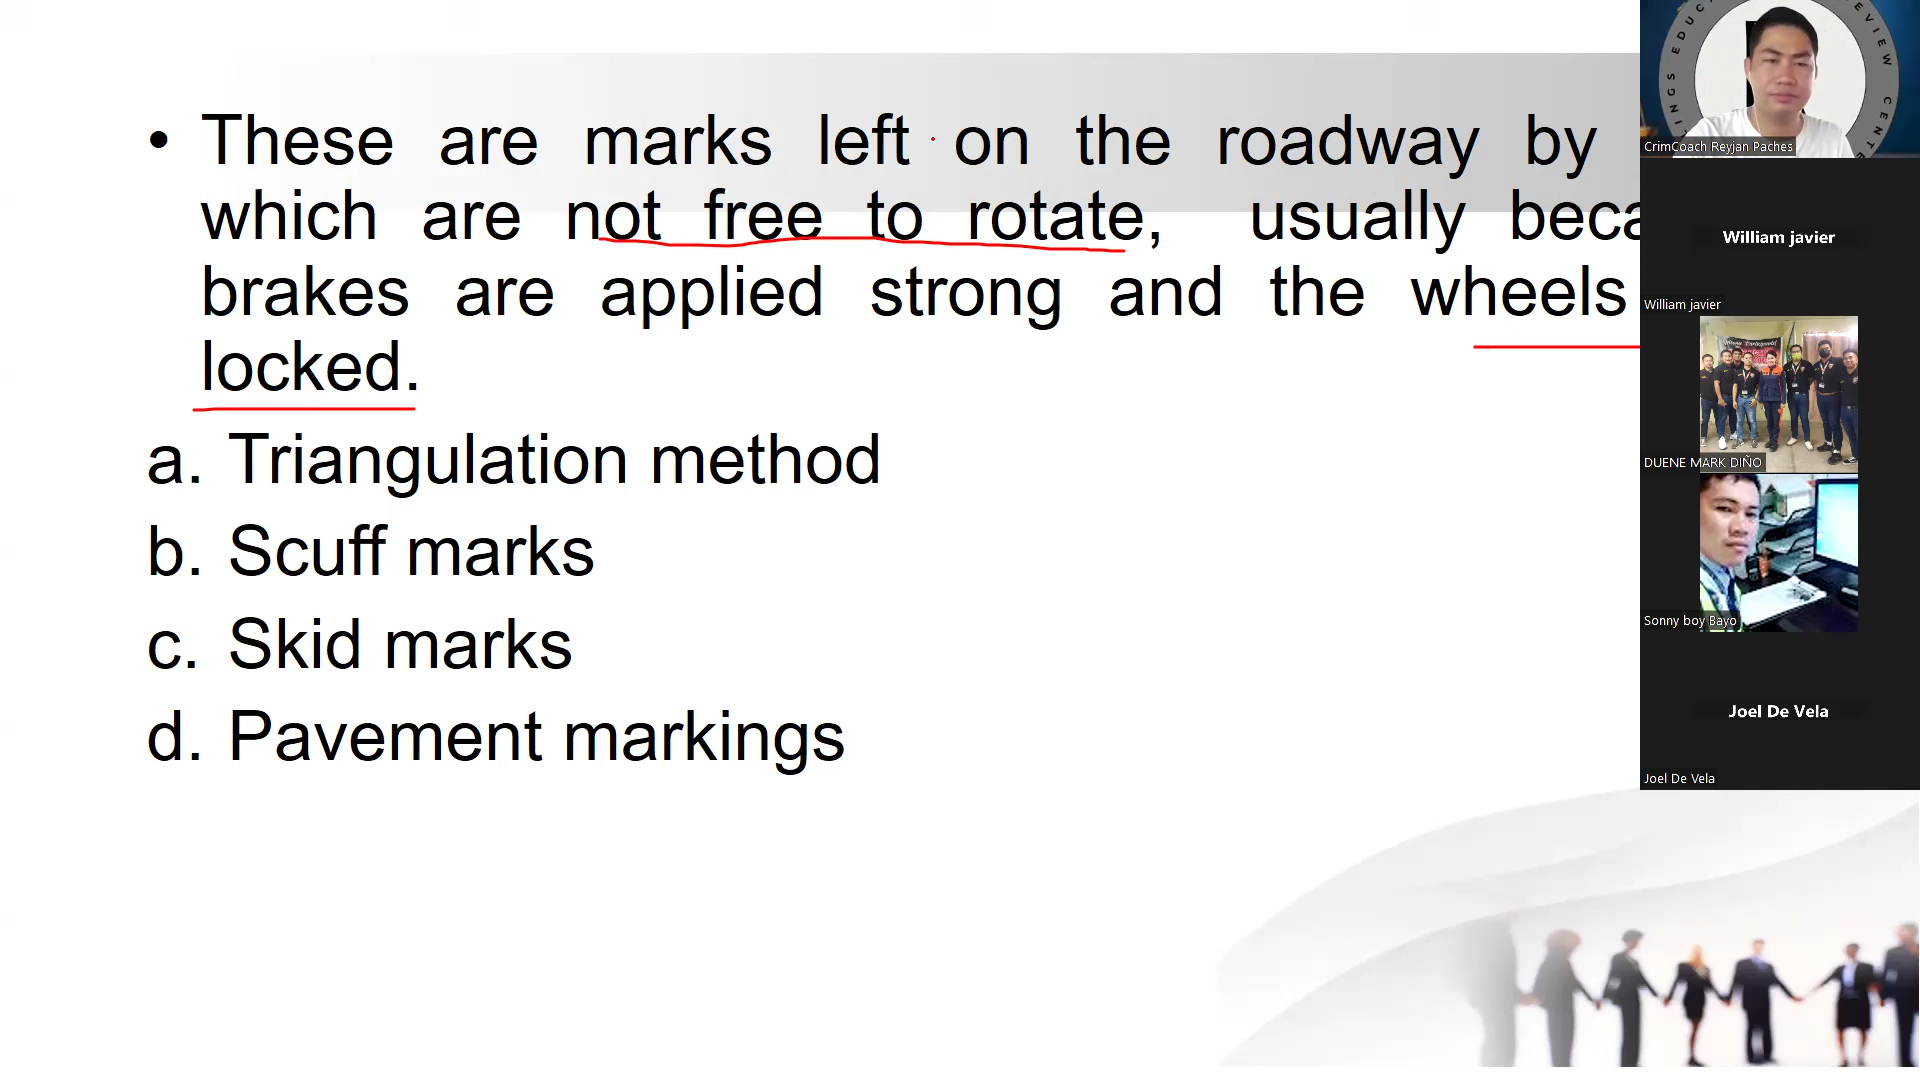 • These are marks left on the roadway by
which are not free to rotate, usually beca
brakes are applied strong and the wheels
locked.
a. Triangulation method
b. Scuff marks
c. Skid marks
d. Pavement markings
CrimCoach Reyjan Paches
William javier
William javier
DUENE MARK DIÑO
Sonny boy Bayo
Joel De Vela
Joel De Vela